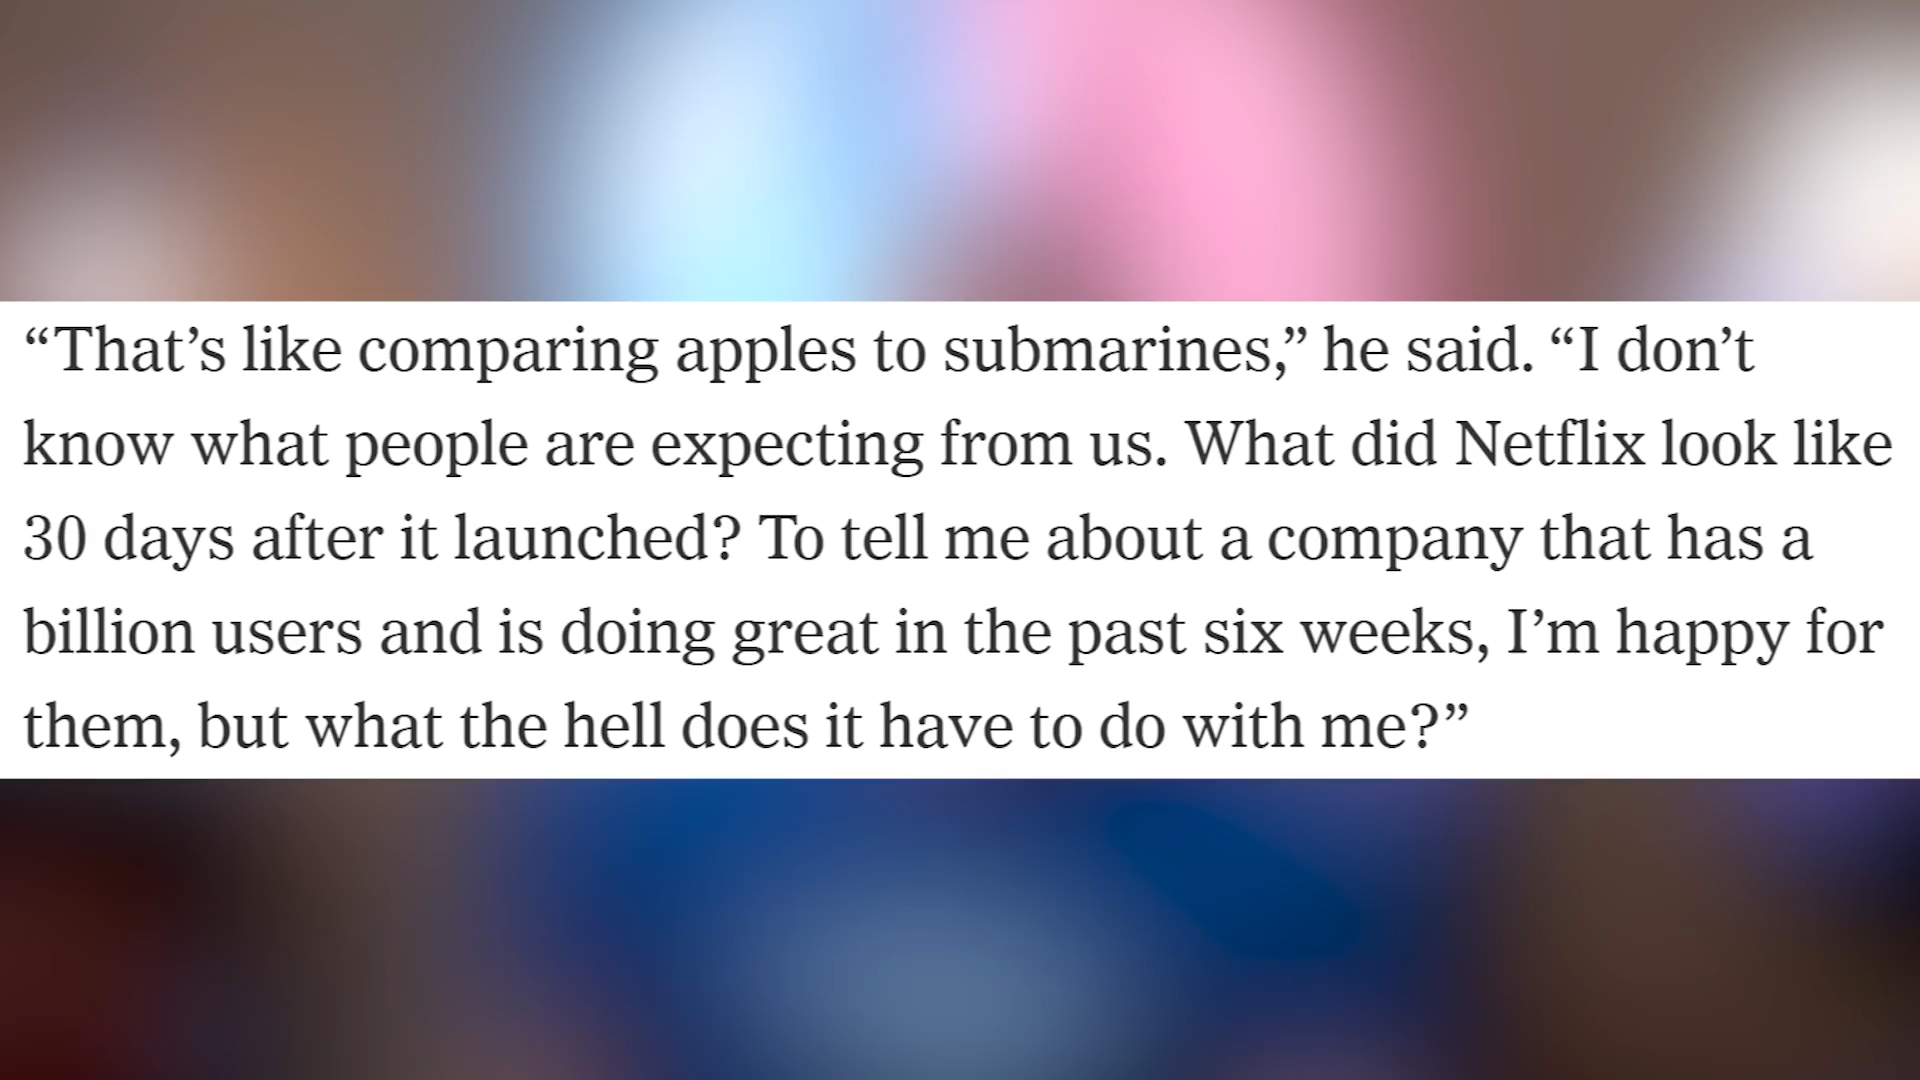 “That’s like comparing apples to submarines,” he said. “I don’t
know what people are expecting from us. What did Netflix look like
30 days after it launched? To tell me about a company that has a
billion users and is doing great in the past six weeks, I’m happy for
them, but what the hell does it have to do with me?”